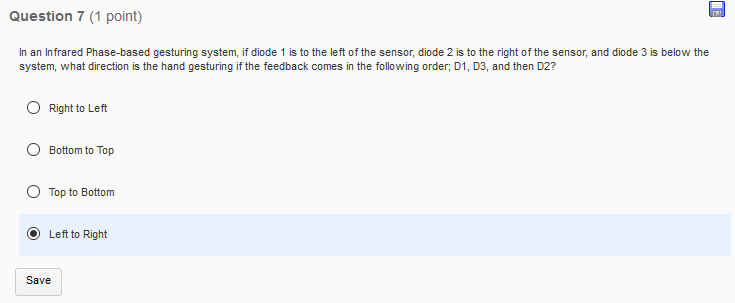 Question 7 (1 point)
In an Infrared Phase-based gesturing system, if diode 1 is to the left of the sensor, diode 2 is to the right of the sensor, and diode 3 is below the
system, what direction is the hand gesturing if the feedback comes in the following order; D1, D3, and then D2?
Right to Left
Bottom to Top
Top to Bottom
Left to Right
Save